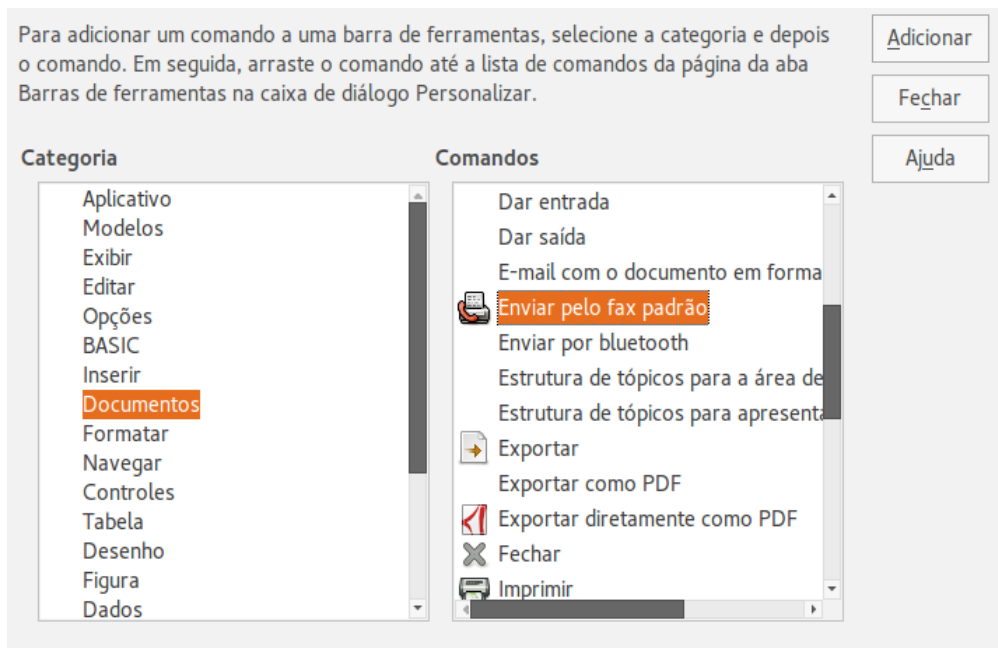 Para adicionar um comando a uma barra de ferramentas, selecione a categoria e depois
o comando. Em seguida, arraste o comando até a lista de comandos da página da aba
Barras de ferramentas na caixa de diálogo Personalizar.
Adicionar
Fechar
Ajuda
Categoria
Aplicativo
Modelos
Exibir
Editar
Opções
BASIC
Inserir
Documentos
Formatar
Navegar
Controles
Tabela
Desenho
Figura
Dados
Comandos
Dar entrada
Dar saída
E-mail com o documento em forma
Enviar pelo fax padrão
Enviar por bluetooth
Estrutura de tópicos para a área de
Estrutura de tópicos para apresenta
Exportar
Exportar como PDF
Exportar diretamente como PDF
Fechar
Imprimir